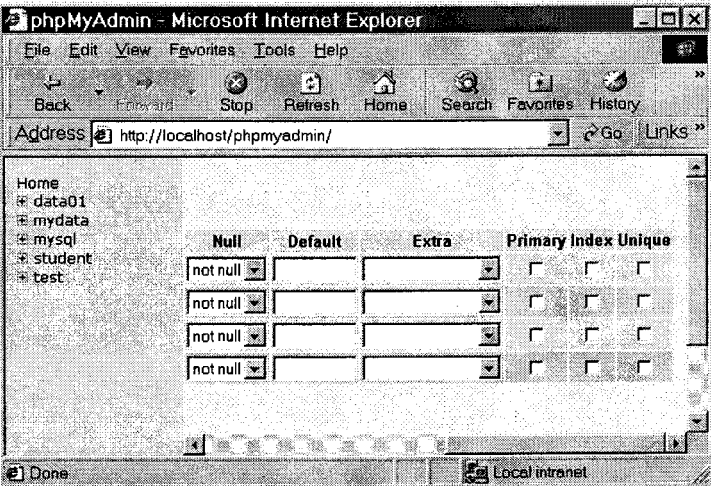 phpMyAdmin - Microsoft Internet Explorer
File Edit View Favorites Tools Help
Back Forward Stop Refresh Home Search Favorites History »
Address http://localhost/phpmyadmin/ Go Links »
Home
data01
mydata
mysql
student
test
Null Default Extra Primary Index Unique
not null
not null
not null
not null
Done Local intranet